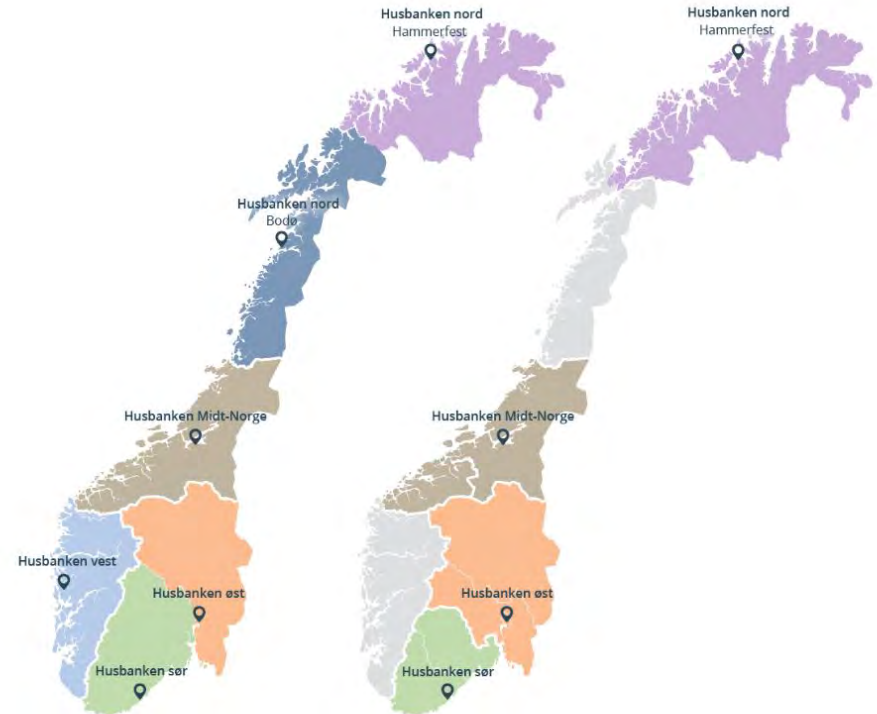 Husbanken nord
Hammerfest
Husbanken nord
Bodø
Husbanken Midt-Norge
Husbanken vest
Husbanken øst
Husbanken sør
Husbanken nord
Hammerfest
Husbanken Midt-Norge
Husbanken øst
Husbanken sør